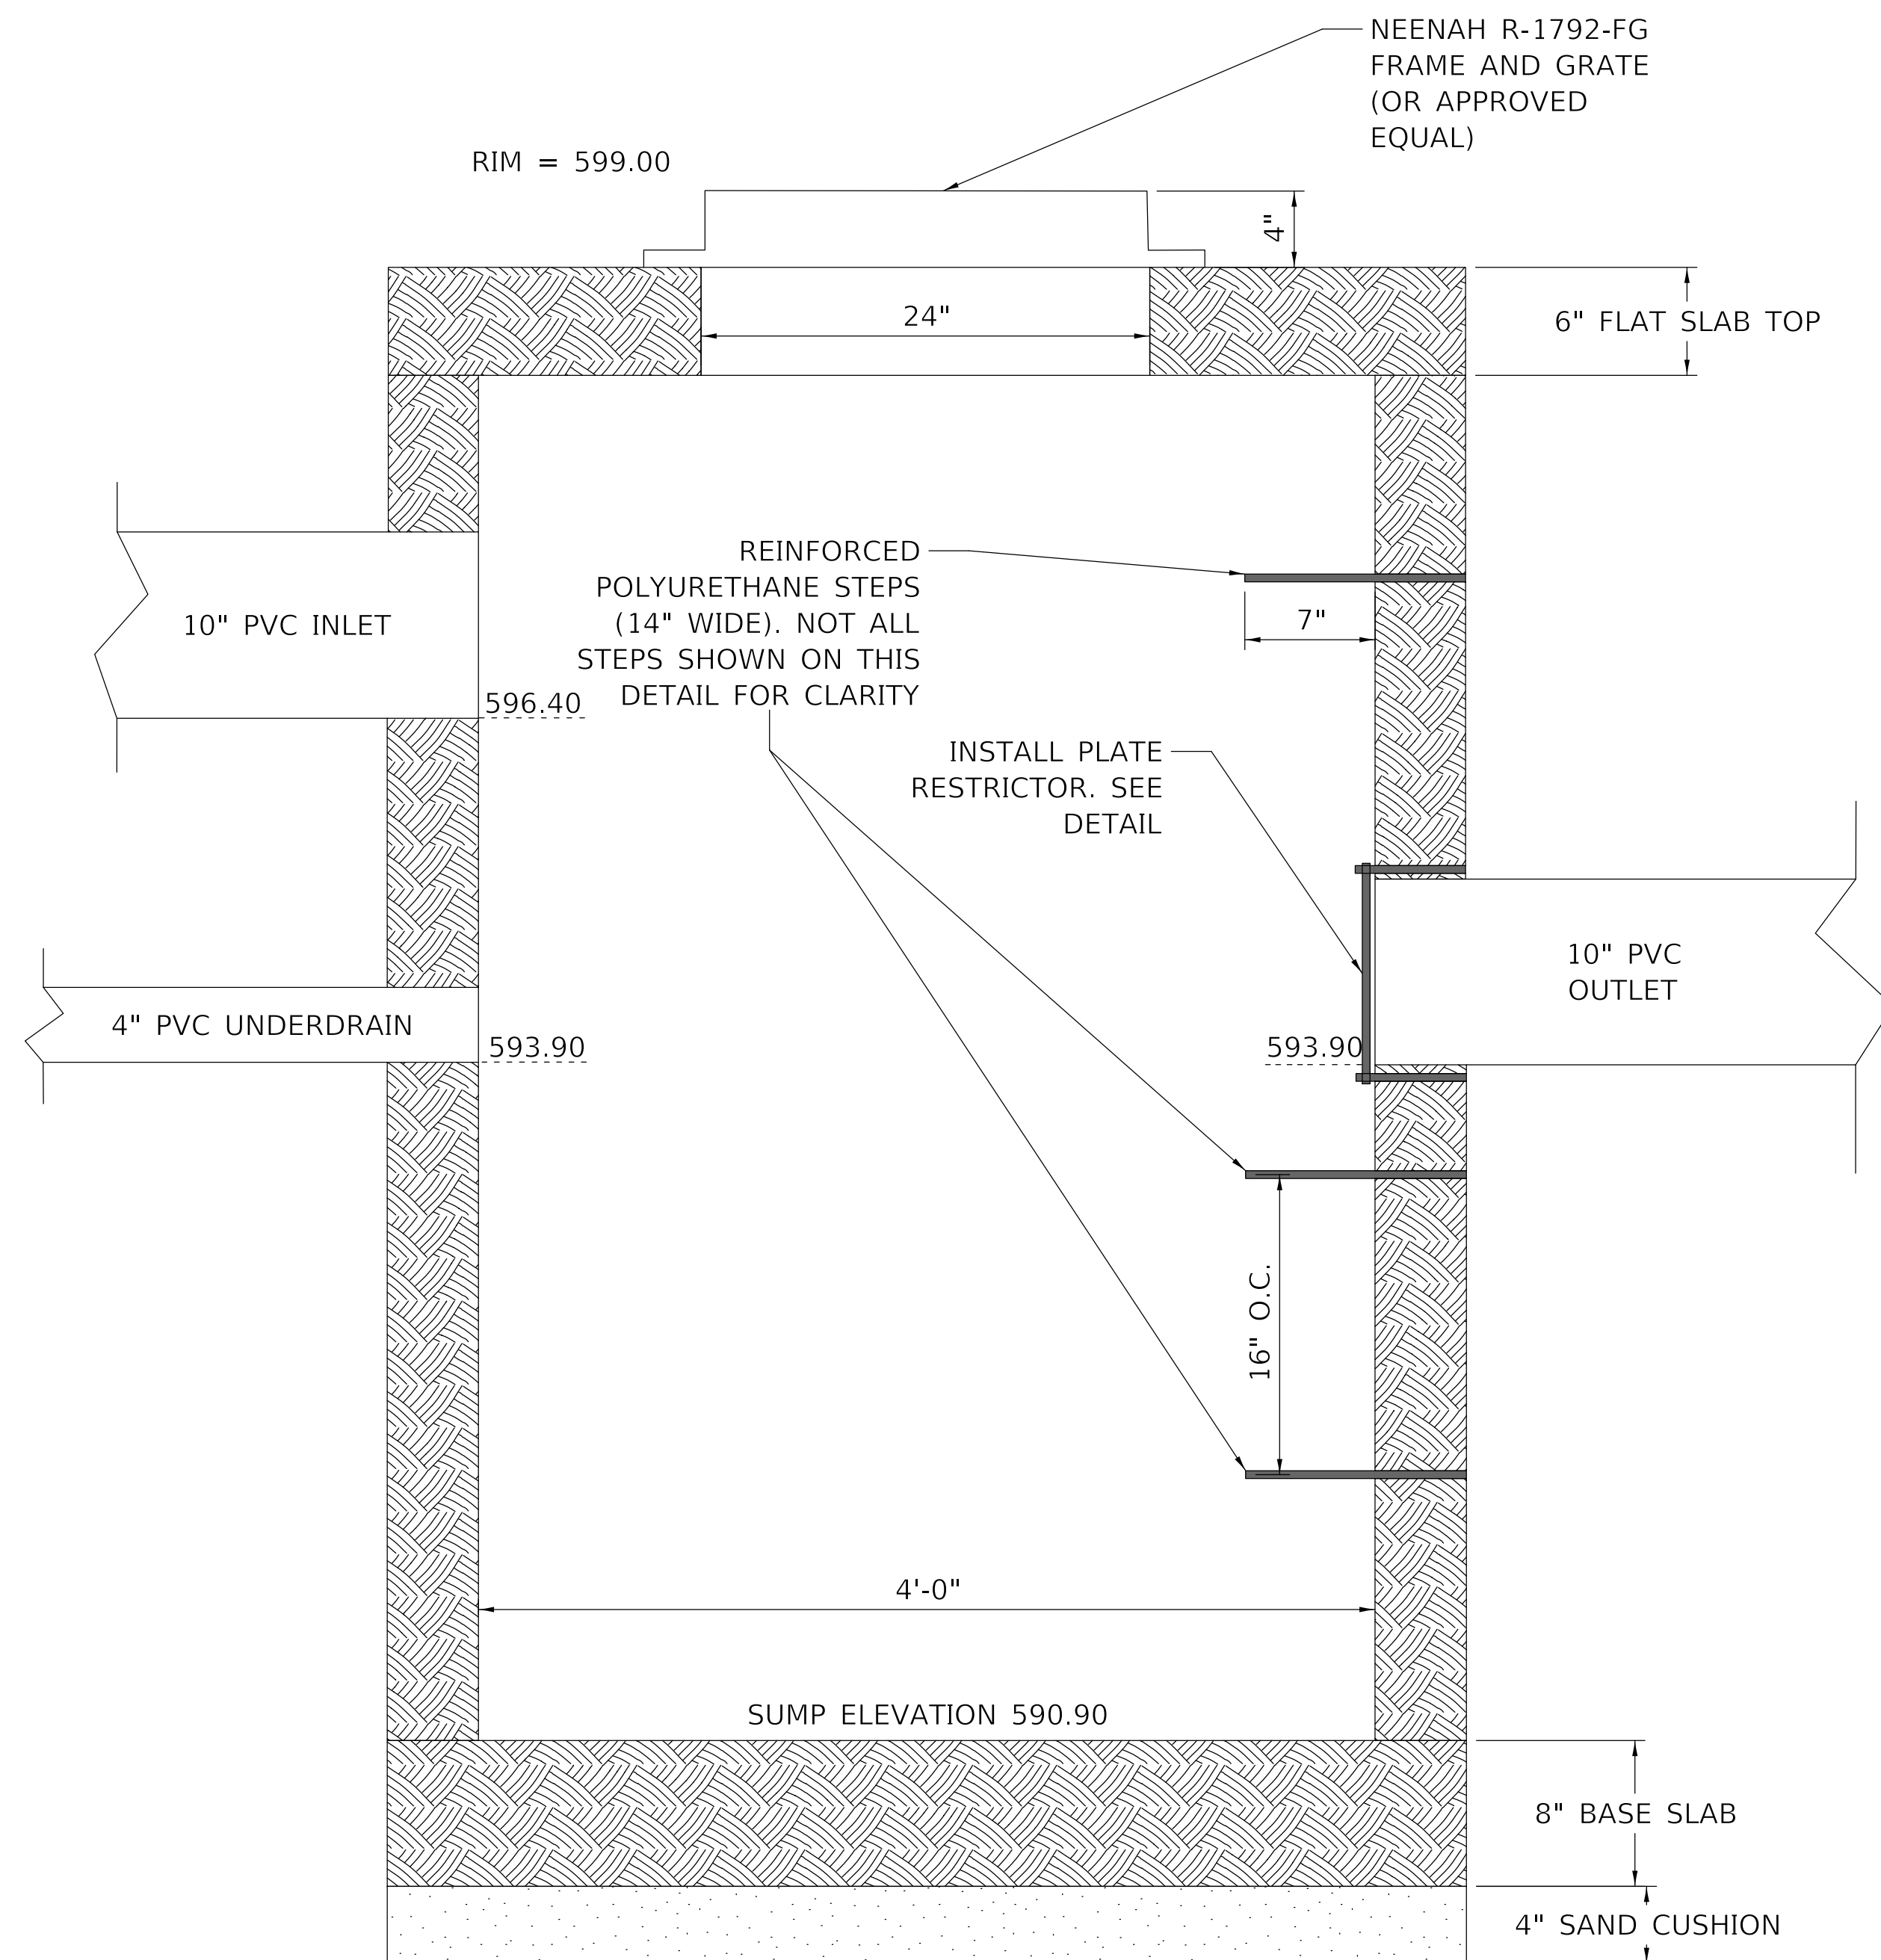 NEENAH R-1792-FG
FRAME AND GRATE
(OR APPROVED
EQUAL)
RIM = 599.00
4"
24"
6" FLAT SLAB TOP
REINFORCED
POLYURETHANE STEPS
(14" WIDE). NOT ALL
STEPS SHOWN ON THIS
DETAIL FOR CLARITY
7"
10" PVC INLET
596.40
INSTALL PLATE
RESTRICTOR. SEE
DETAIL
10" PVC
OUTLET
4" PVC UNDERDRAIN
593.90
593.90
16" O.C.
4'-0"
SUMP ELEVATION 590.90
8" BASE SLAB
4" SAND CUSHION